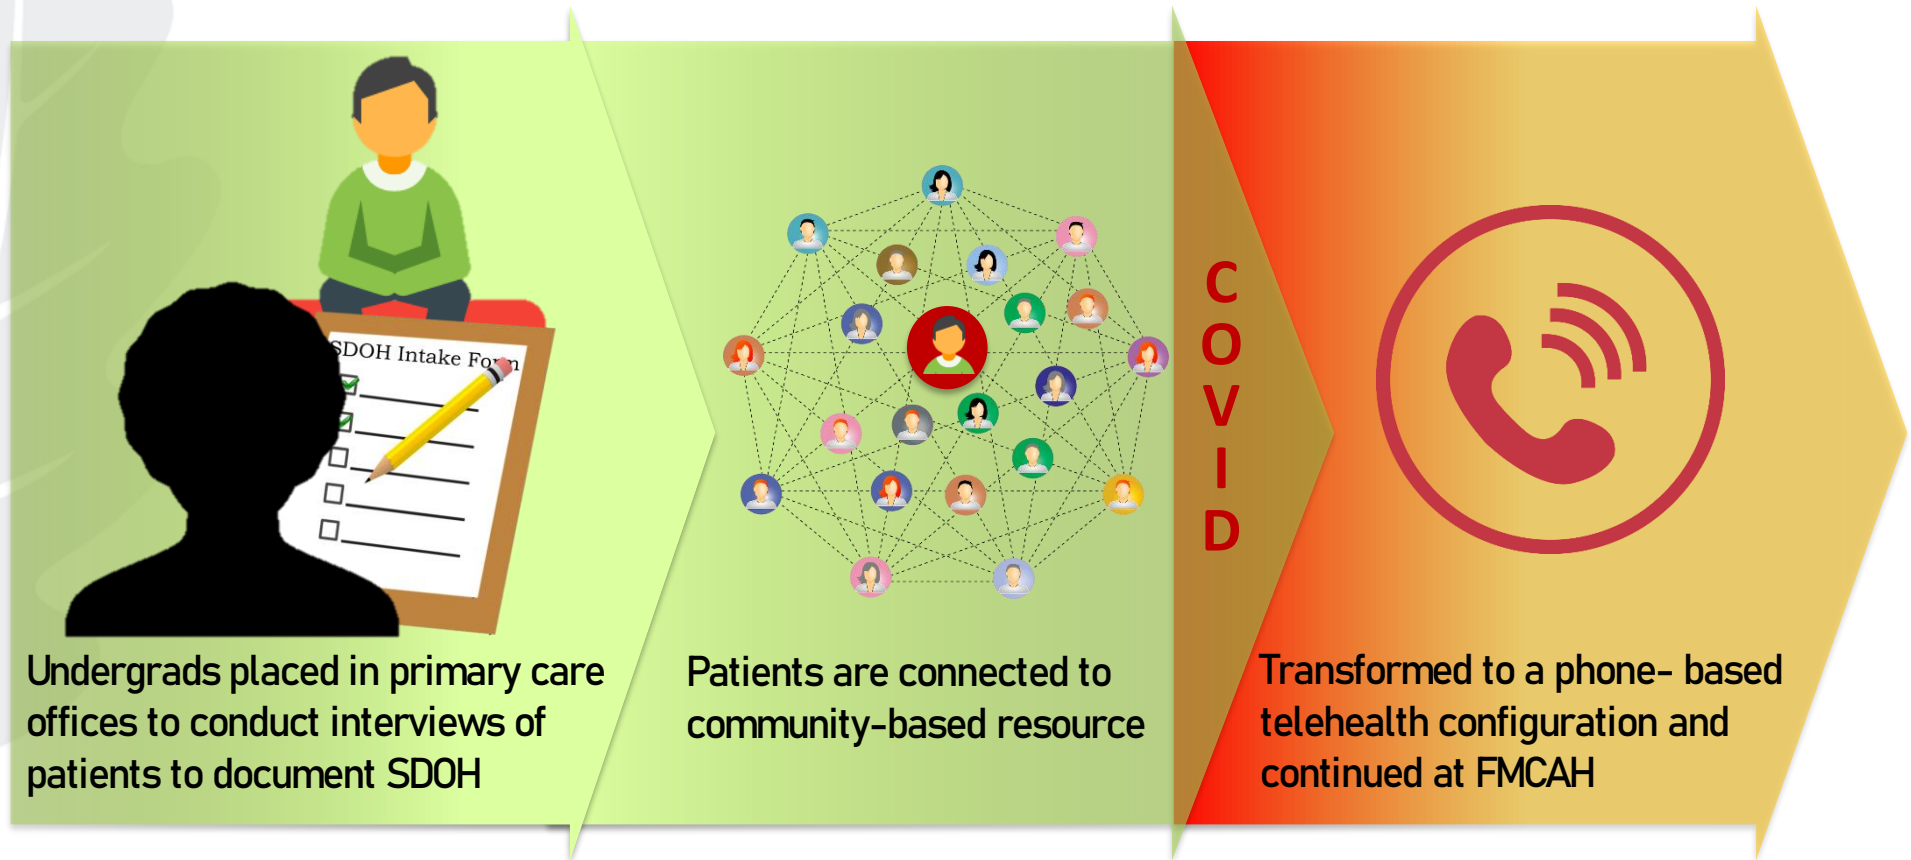 SDOH Intake Form
Undergrads placed in primary care
offices to conduct interviews of
patients to document SDOH
Patients are connected to
community-based resource
C
O
V
I
D
Transformed to a phone- based
telehealth configuration and
continued at FMCAH